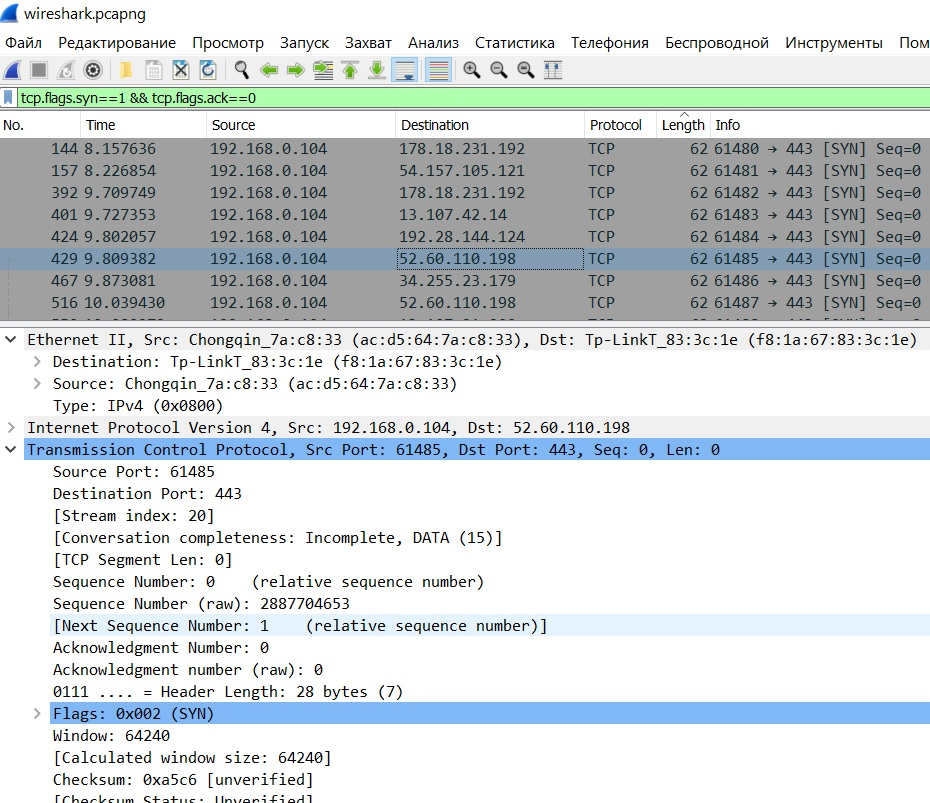 wireshark.pcapng
Файл Редактирование Просмотр Запуск Захват Анализ Статистика Телефония Беспроводной Инструменты Пом
tcp.flags.syn==1 && tcp.flags.ack==0
No. Time Source Destination Protocol Length Info
144 8.157636 192.168.0.104 178.18.231.192 TCP 62 61480 → 443 [SYN] Seq=0
157 8.226854 192.168.0.104 54.157.105.121 TCP 62 61481 → 443 [SYN] Seq=0
392 9.709749 192.168.0.104 178.18.231.192 TCP 62 61482 → 443 [SYN] Seq=0
401 9.727353 192.168.0.104 13.107.42.14 TCP 62 61483 → 443 [SYN] Seq=0
424 9.802057 192.168.0.104 192.28.144.124 TCP 62 61484 → 443 [SYN] Seq=0
429 9.809382 192.168.0.104 52.60.110.198 TCP 62 61485 → 443 [SYN] Seq=0
467 9.873081 192.168.0.104 34.255.23.179 TCP 62 61486 → 443 [SYN] Seq=0
516 10.039430 192.168.0.104 52.60.110.198 TCP 62 61487 → 443 [SYN] Seq=0
Ethernet II, Src: Chongqin_7a:c8:33 (ac:d5:64:7a:c8:33), Dst: Tp-LinkT_83:3c:1e (f8:1a:67:83:3c:1e)
Destination: Tp-LinkT_83:3c:1e (f8:1a:67:83:3c:1e)
Source: Chongqin_7a:c8:33 (ac:d5:64:7a:c8:33)
Type: IPv4 (0x0800)
Internet Protocol Version 4, Src: 192.168.0.104, Dst: 52.60.110.198
Transmission Control Protocol, Src Port: 61485, Dst Port: 443, Seq: 0, Len: 0
Source Port: 61485
Destination Port: 443
[Stream index: 20]
[Conversation completeness: Incomplete, DATA (15)]
[TCP Segment Len: 0]
Sequence Number: 0 (relative sequence number)
Sequence Number (raw): 2887704653
[Next Sequence Number: 1 (relative sequence number)]
Acknowledgment Number: 0
Acknowledgment number (raw): 0
0111 .... = Header Length: 28 bytes (7)
Flags: 0x002 (SYN)
Window: 64240
[Calculated window size: 64240]
Checksum: 0xa5c6 [unverified]
[Checksum Status: Unverified]